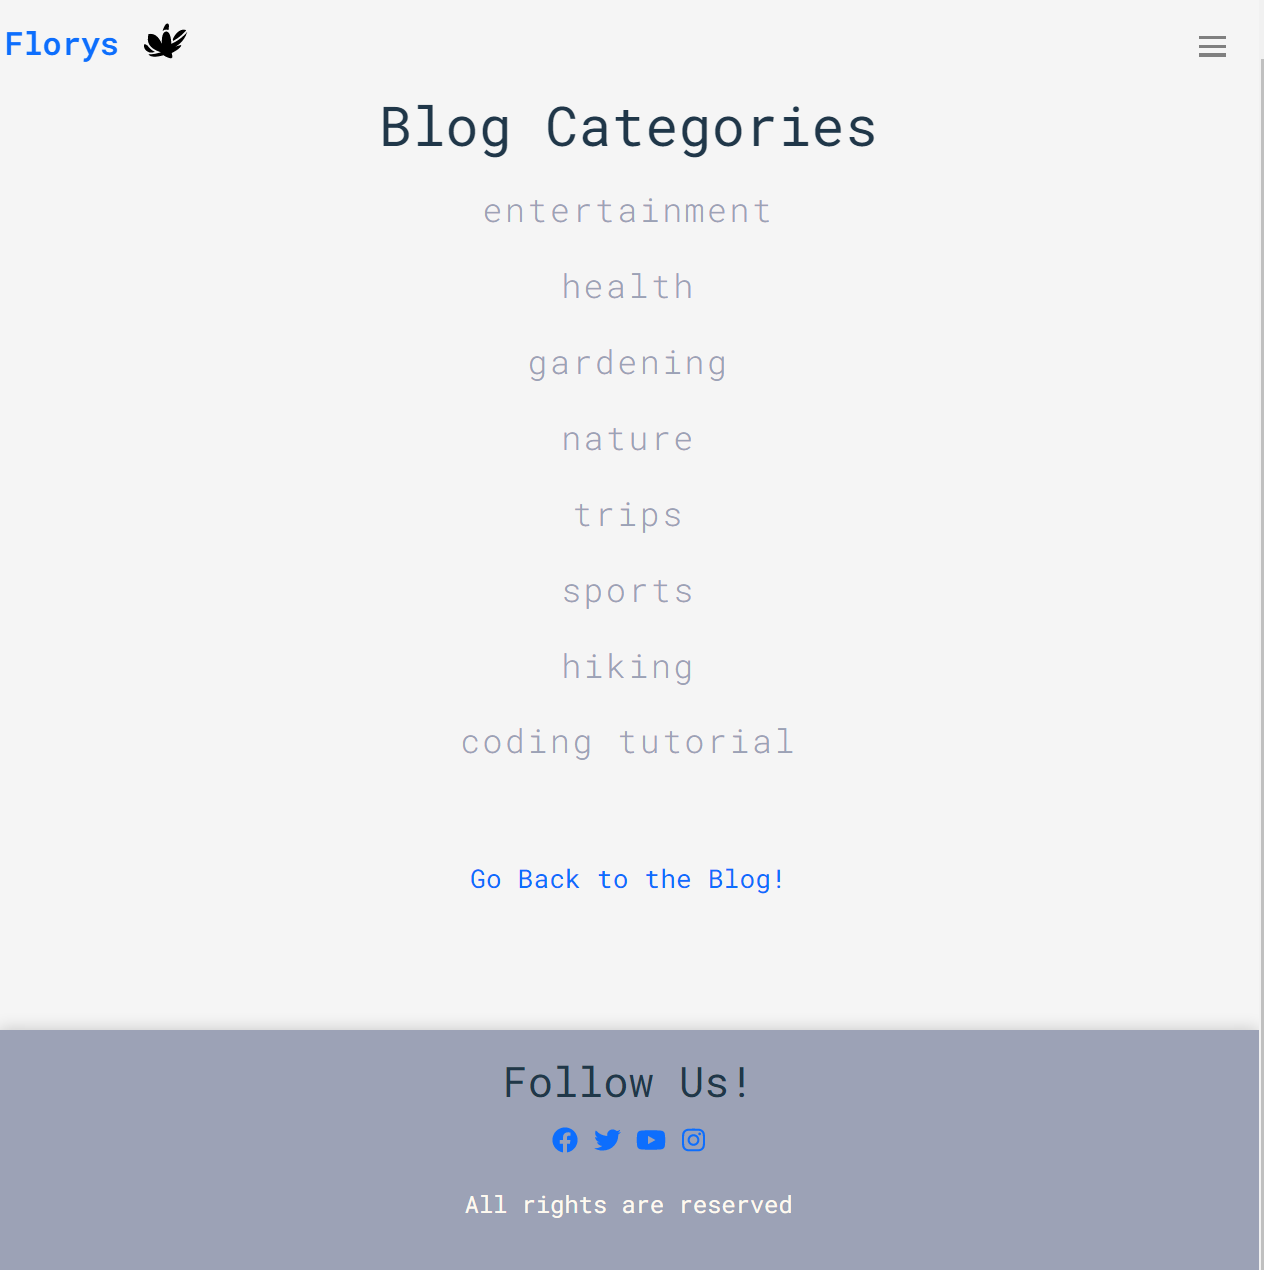 Florys
Blog Categories
entertainment
health
gardening
nature
trips
sports
hiking
coding tutorial
Go Back to the Blog!
Follow Us!
All rights are reserved